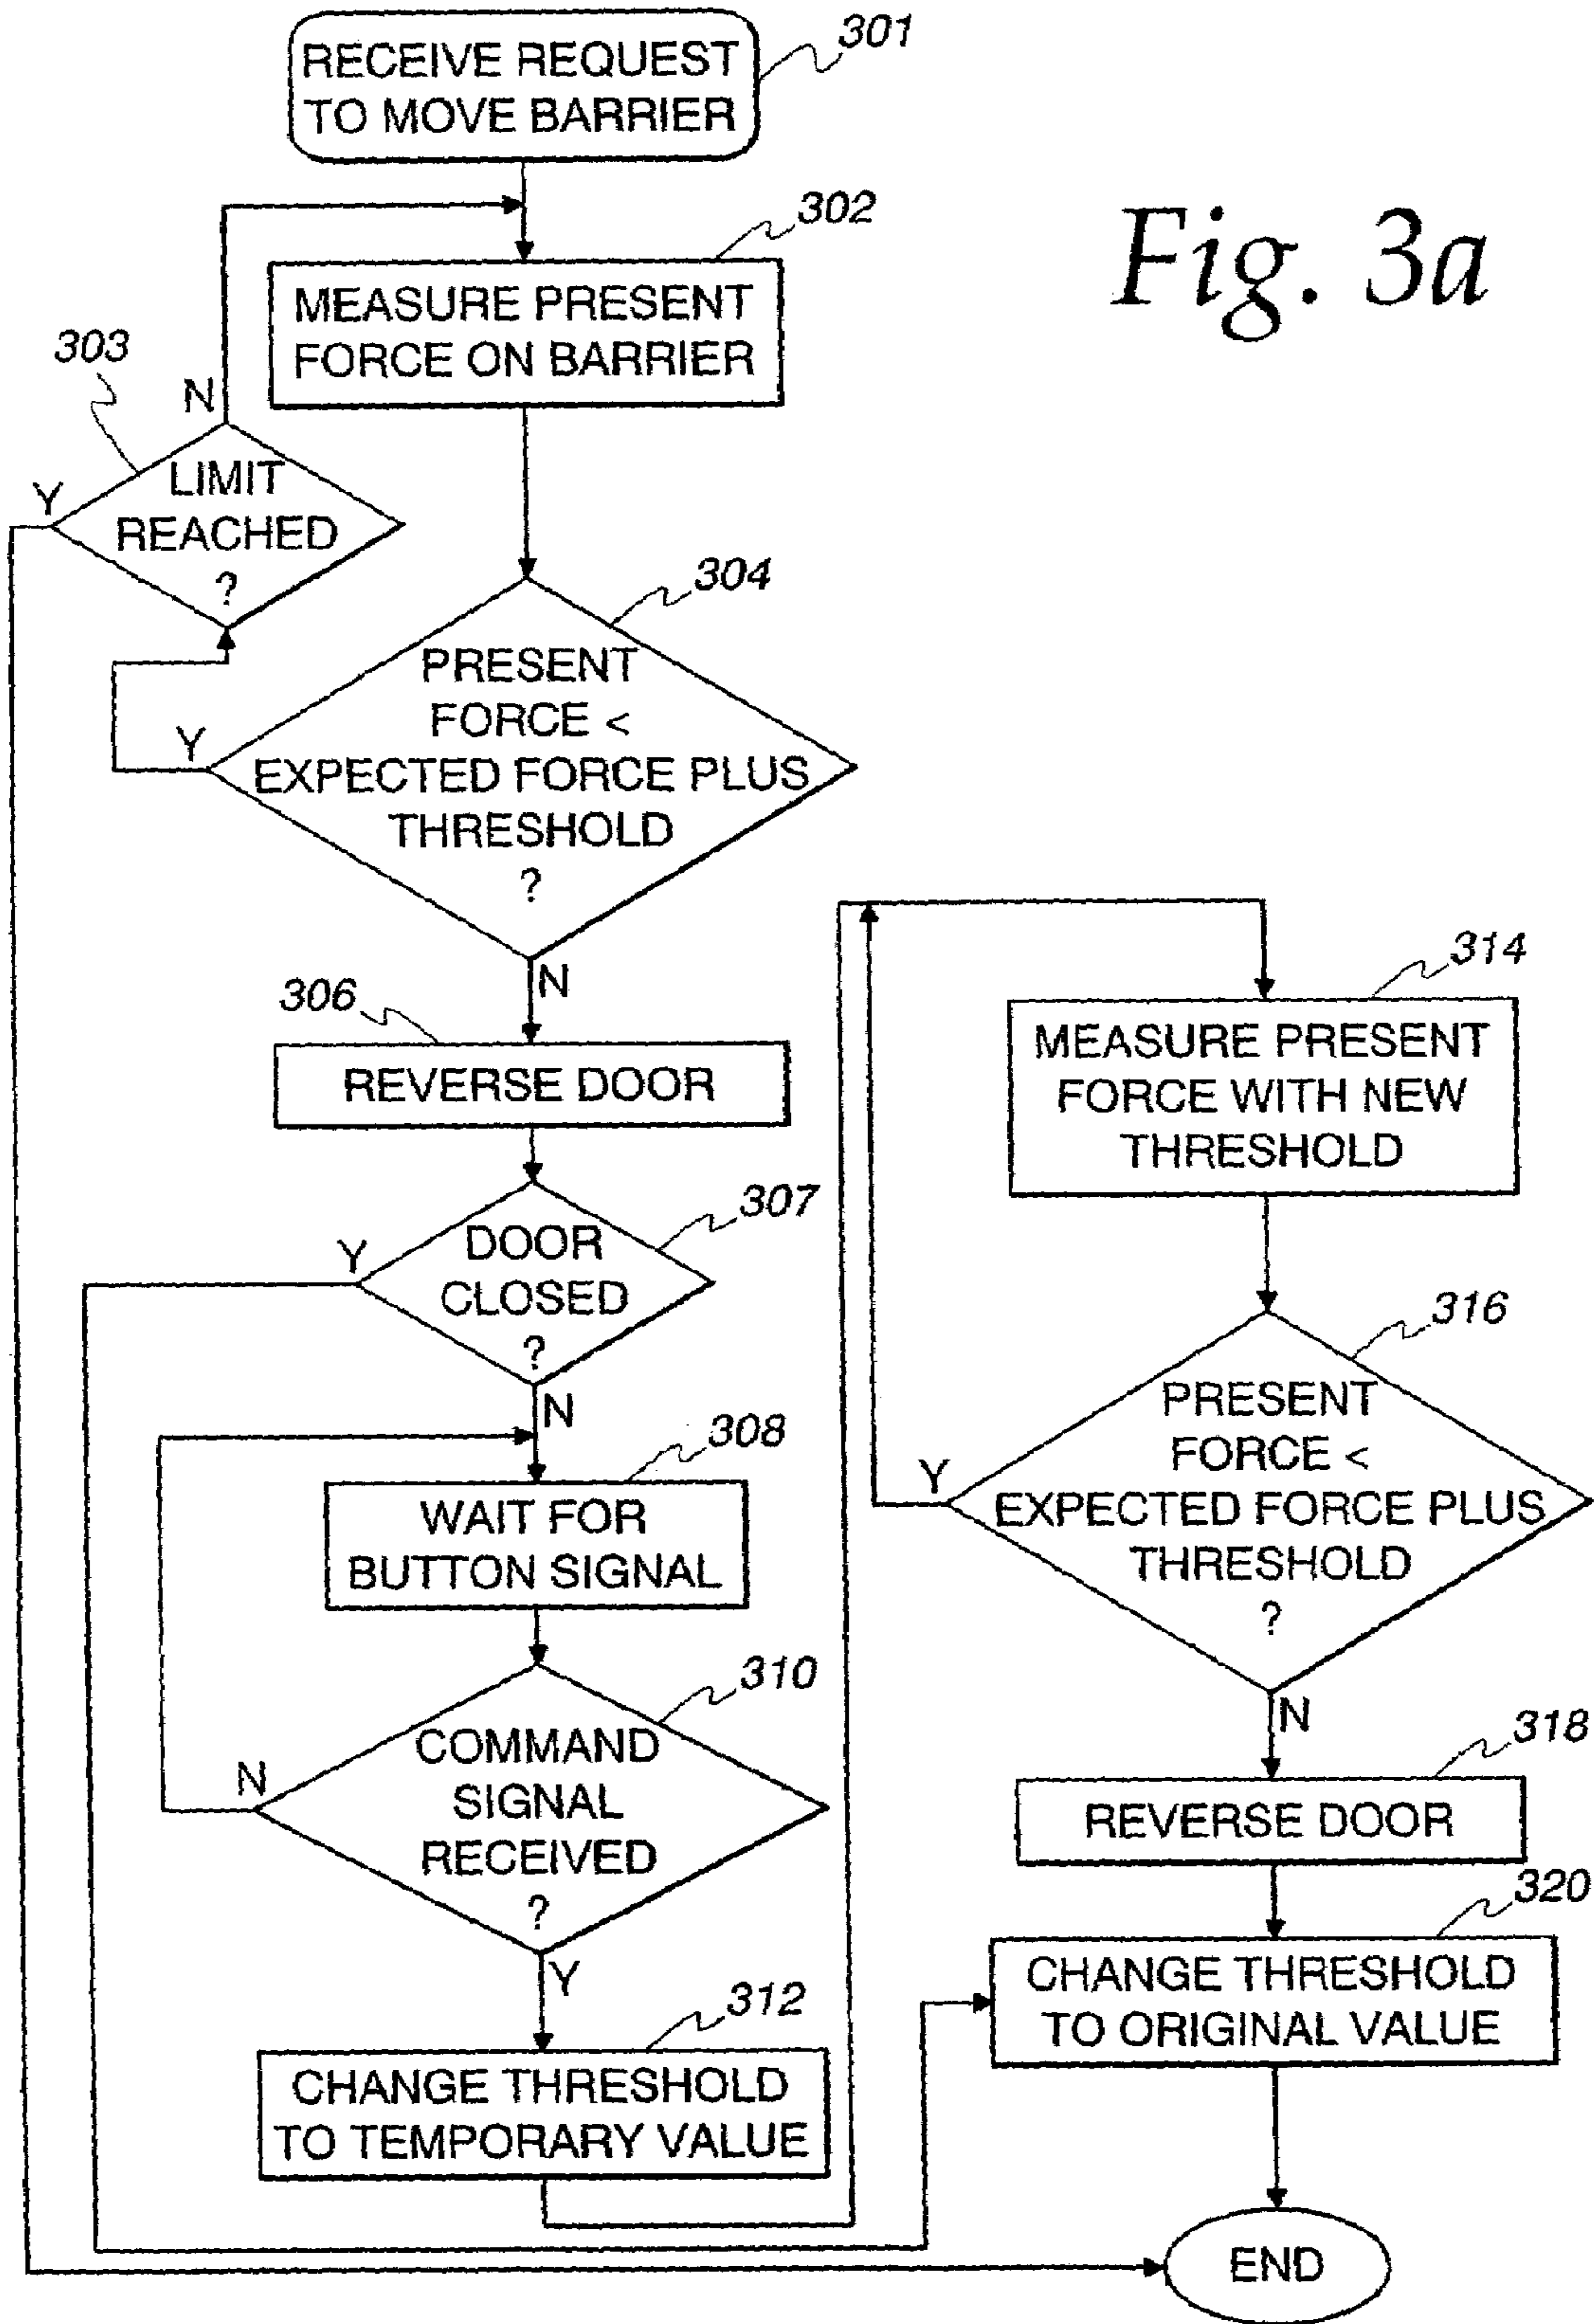 301
RECEIVE REQUEST
TO MOVE BARRIER
302
Fig. 3a
MEASURE PRESENT
FORCE ON BARRIER
303
N
LIMIT
REACHED
?
Y
304
PRESENT
FORCE <
EXPECTED FORCE PLUS
THRESHOLD
?
Y
N
306
REVERSE DOOR
307
DOOR
CLOSED
?
Y
N
308
WAIT FOR
BUTTON SIGNAL
310
COMMAND
SIGNAL
RECEIVED
?
N
Y
312
CHANGE THRESHOLD
TO TEMPORARY VALUE
314
MEASURE PRESENT
FORCE WITH NEW
THRESHOLD
316
PRESENT
FORCE <
EXPECTED FORCE PLUS
THRESHOLD
?
Y
N
318
REVERSE DOOR
320
CHANGE THRESHOLD
TO ORIGINAL VALUE
END